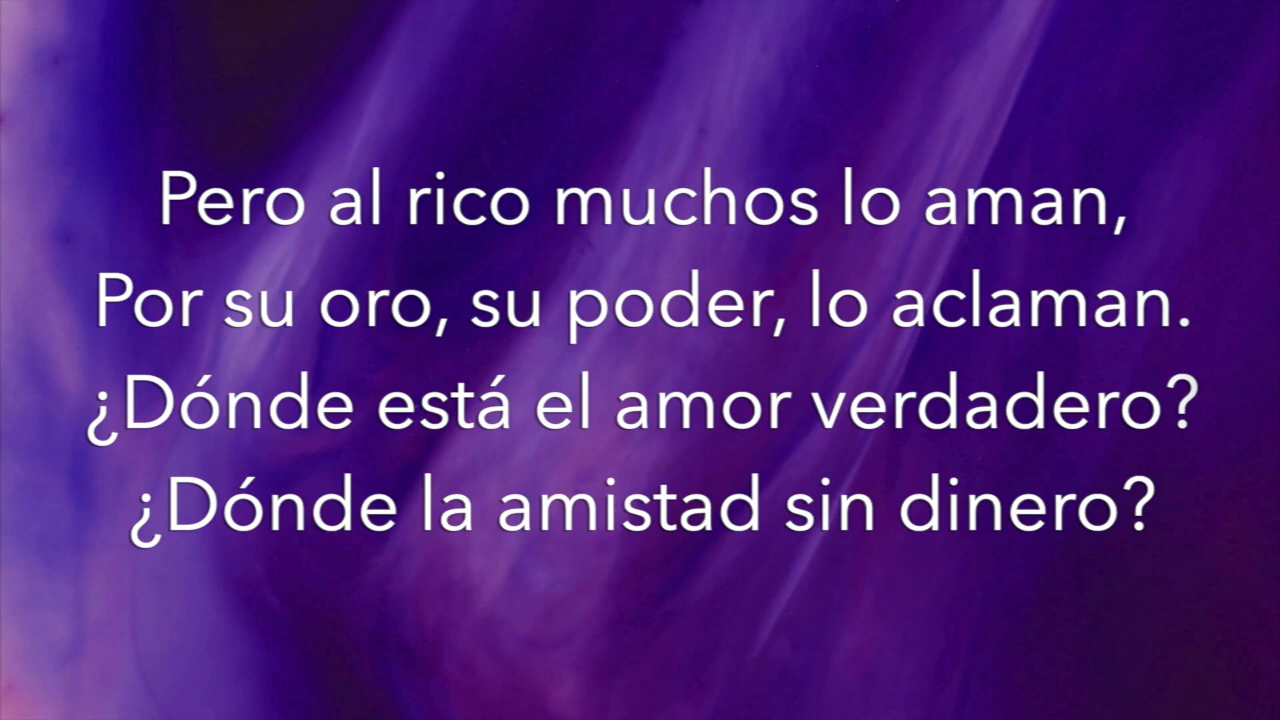 Pero al rico muchos lo aman,
Por su oro, su poder, lo aclaman.
¿Dónde está el amor verdadero?
¿Dónde la amistad sin dinero?